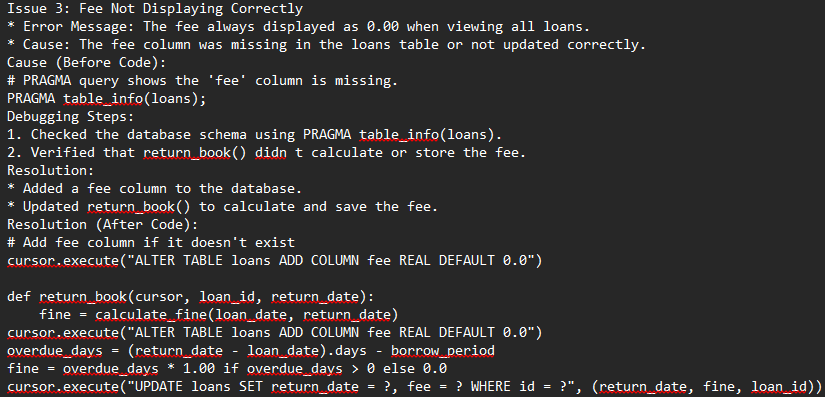 Issue 3: Fee Not Displaying Correctly
* Error Message: The fee always displayed as 0.00 when viewing all loans.
* Cause: The fee column was missing in the loans table or not updated correctly.
Cause (Before Code):
# PRAGMA query shows the 'fee' column is missing.
PRAGMA table_info(loans);
Debugging Steps:
1. Checked the database schema using PRAGMA table_info(loans).
2. Verified that return_book() didn t calculate or store the fee.
Resolution:
* Added a fee column to the database.
* Updated return_book() to calculate and save the fee.
Resolution (After Code):
# Add fee column if it doesn't exist
cursor.execute("ALTER TABLE loans ADD COLUMN fee REAL DEFAULT 0.0")

def return_book(cursor, loan_id, return_date):
    fine = calculate_fine(loan_date, return_date)
cursor.execute("ALTER TABLE loans ADD COLUMN fee REAL DEFAULT 0.0")
overdue_days = (return_date - loan_date).days - borrow_period
fine = overdue_days * 1.00 if overdue_days > 0 else 0.0
cursor.execute("UPDATE loans SET return_date = ?, fee = ? WHERE id = ?", (return_date, fine, loan_id))